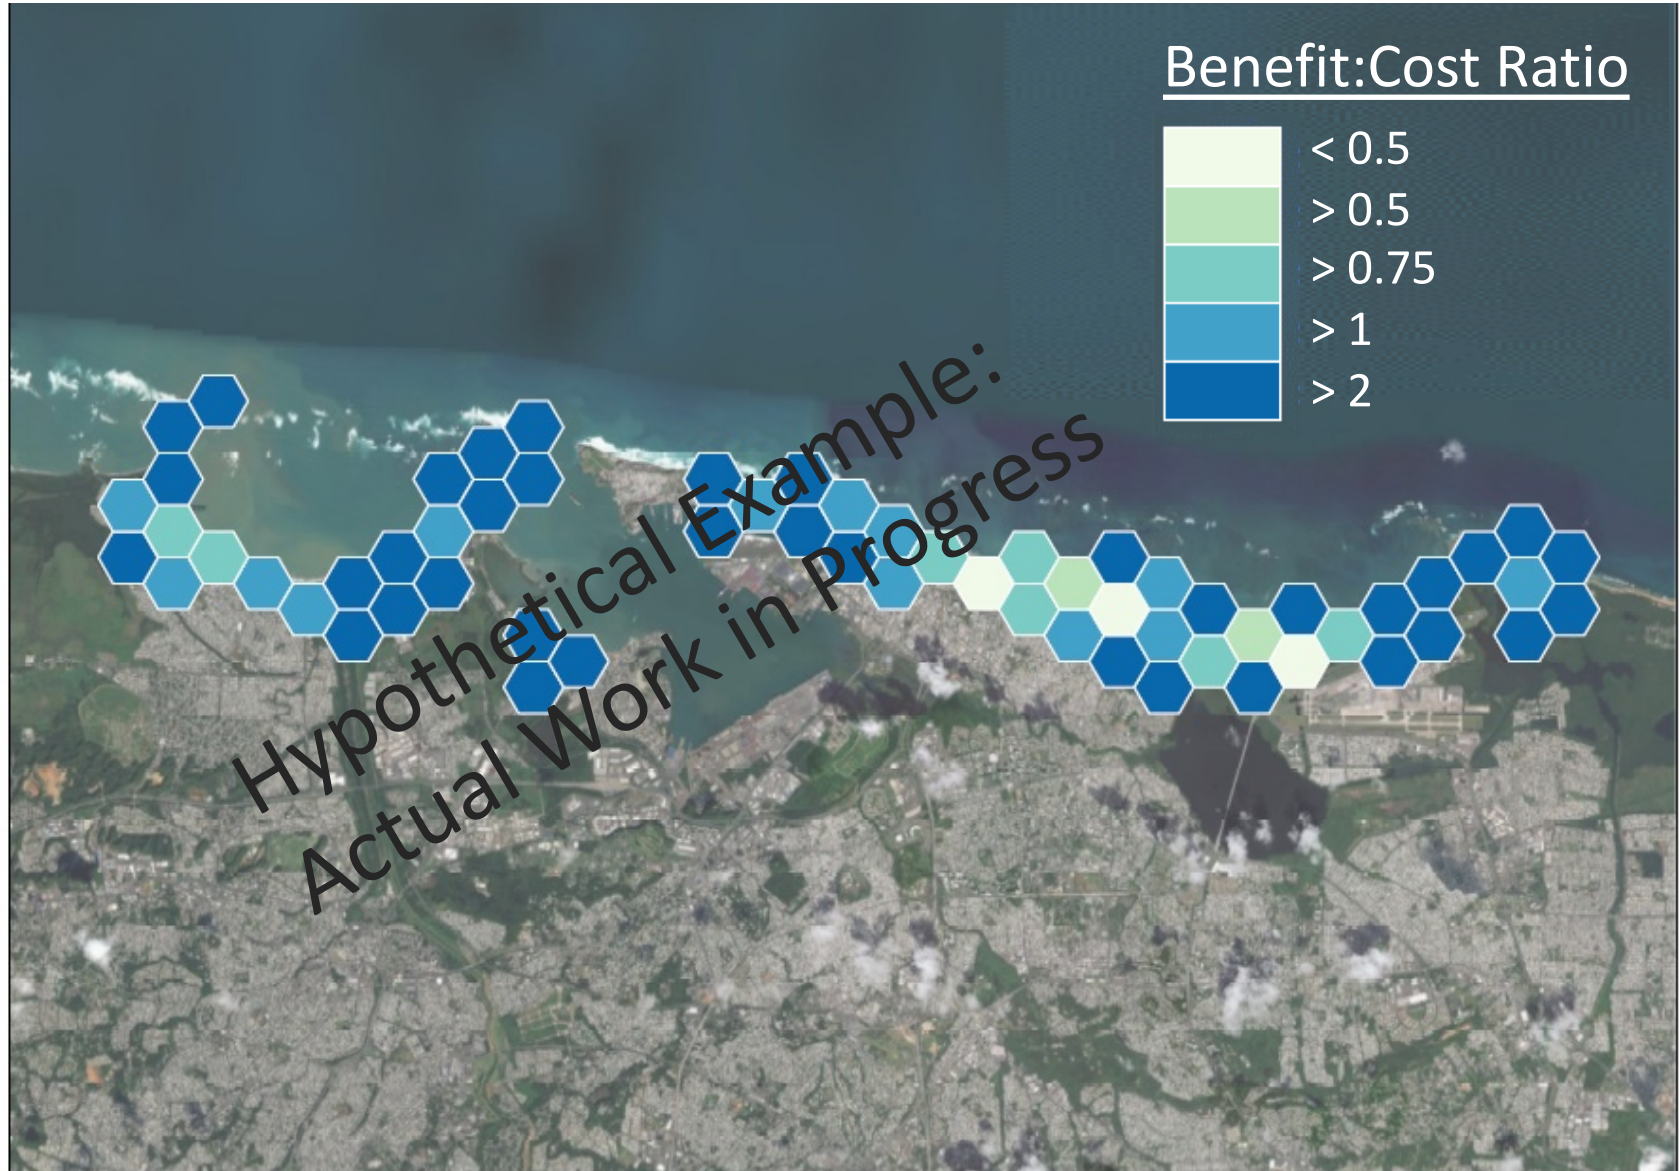 Benefit:Cost Ratio
< 0.5
> 0.5
> 0.75
> 1
> 2
Hypothetical Example:
Actual Work in Progress